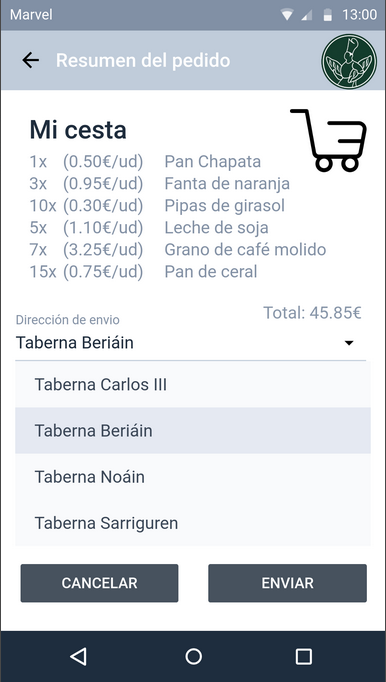 Marvel 13:00
Resumen del pedido
Mi cesta
1x (0.50€/ud) Pan Chapata
3x (0.95€/ud) Fanta de naranja
10x (0.30€/ud) Pipas de girasol
5x (1.10€/ud) Leche de soja
7x (3.25€/ud) Grano de café molido
15x (0.75€/ud) Pan de ceral
Total: 45.85€
Dirección de envio
Taberna Beriáin
Taberna Carlos III
Taberna Beriáin
Taberna Noáin
Taberna Sarriguren
CANCELAR ENVIAR